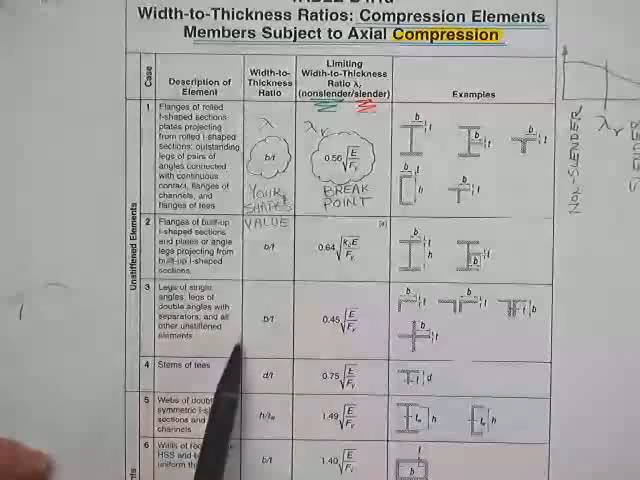 Width-to-Thickness Ratios: Compression Elements
Members Subject to Axial Compression
Case
Description of
Element
Width-to-
Thickness
Ratio
Limiting
Width-to-Thickness
Ratio λr
(nonslender/slender)
Examples
Unstiffened Elements
1
Flanges of rolled
I-shaped sections,
plates projecting
from rolled I-shaped
sections; outstanding
legs of pairs of
angles connected
with continuous
contact, flanges of
channels, and
flanges of tees
λ
b/t
YOUR
SHAPE'S
VALUE
λr
0.56√(E/Fy)
BREAK
POINT
b t
b t
b t
b t h
b t
2
Flanges of built-up
I-shaped sections
and plates or angle
legs projecting from
built-up I-shaped
sections
b/t
[a]
0.64√(kcE/Fy)
b t h
b t
3
Legs of single
angles, legs of
double angles with
separators, and all
other unstiffened
elements
b/t
0.45√(E/Fy)
b t
b t
t b
b t
4
Stems of tees
d/t
0.75√(E/Fy)
t d
5
Webs of
symmetric
sections and
channels
h/tw
1.49√(E/Fy)
tw h
tw h
6
Walls of
HSS and
uniform
b/t
1.40√(E/Fy)
t
b
NON-SLENDER
λr